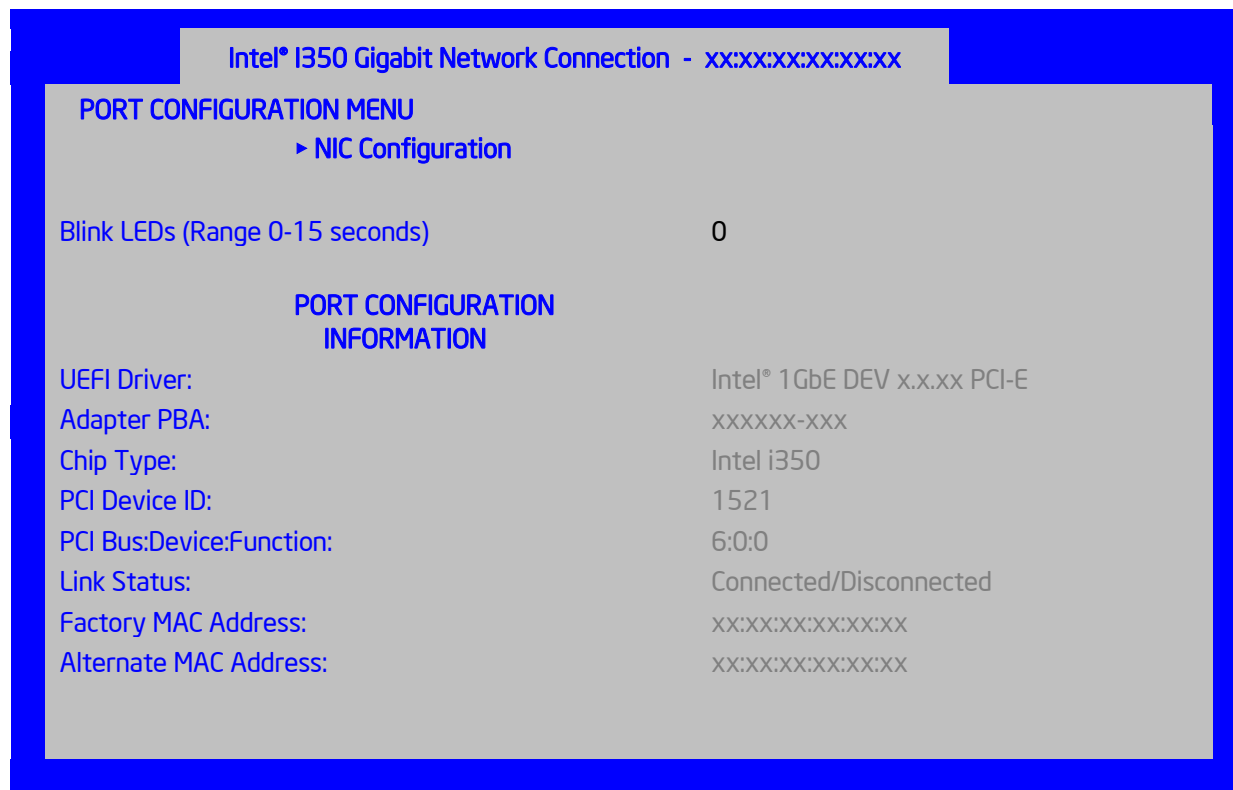 Intel® I350 Gigabit Network Connection - xx:xx:xx:xx:xx:xx
PORT CONFIGURATION MENU
► NIC Configuration
Blink LEDs (Range 0-15 seconds) 0
PORT CONFIGURATION
INFORMATION
UEFI Driver: Intel® 1GbE DEV x.x.xx PCI-E
Adapter PBA: xxxxxx-xxx
Chip Type: Intel i350
PCI Device ID: 1521
PCI Bus:Device:Function: 6:0:0
Link Status: Connected/Disconnected
Factory MAC Address: xx:xx:xx:xx:xx:xx
Alternate MAC Address: xx:xx:xx:xx:xx:xx